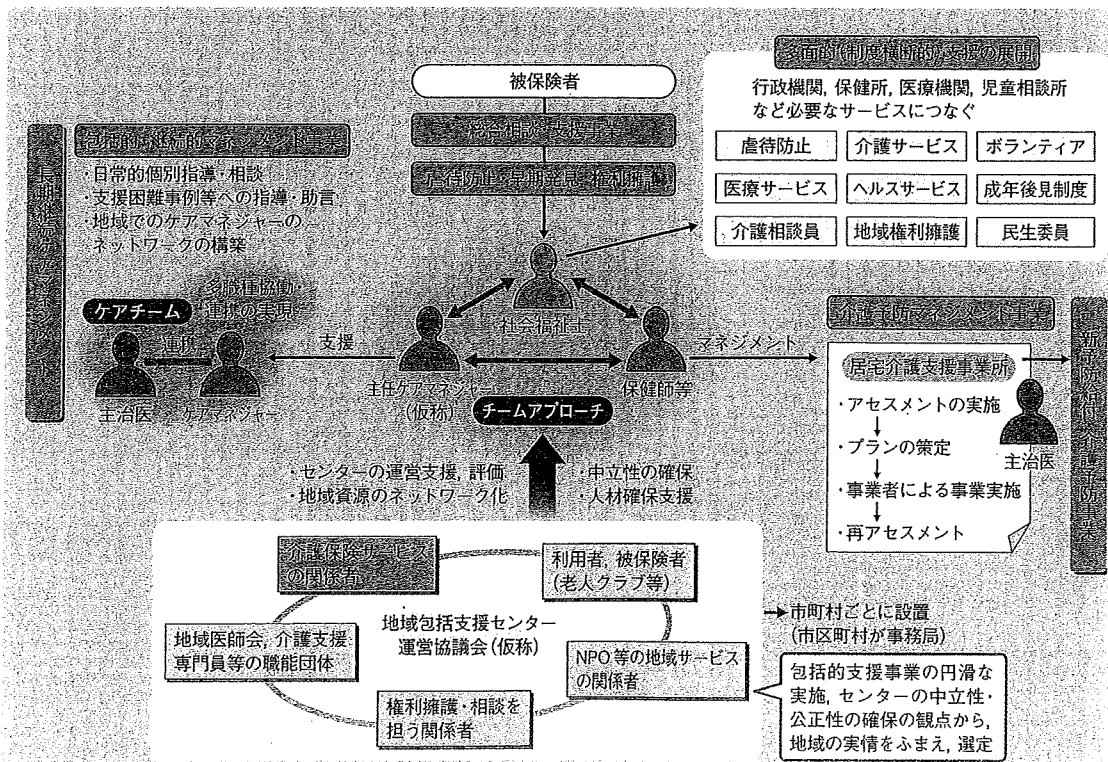 被保険者
総合相談・支援事業
虐待防止・早期発見・権利擁護
多面的(制度横断的)支援の展開
行政機関, 保健所, 医療機関, 児童相談所
など必要なサービスにつなぐ
虐待防止
介護サービス
ボランティア
医療サービス
ヘルスサービス
成年後見制度
介護相談員
地域権利擁護
民生委員
包括的・継続的マネジメント事業
・日常的個別指導・相談
・支援困難事例等への指導・助言
・地域でのケアマネジャーの
ネットワークの構築
多職種協働・
連携の実現
ケアチーム
連携
主治医
ケアマネジャー
支援
社会福祉士
主任ケアマネジャー
(仮称)
保健師等
チームアプローチ
マネジメント
介護予防マネジメント事業
居宅介護支援事業所
・アセスメントの実施
・プランの策定
・事業者による事業実施
・再アセスメント
主治医
新予防給付・介護予防事業
・センターの運営支援, 評価
・地域資源のネットワーク化
・中立性の確保
・人材確保支援
介護保険サービス
の関係者
利用者, 被保険者
(老人クラブ等)
地域医師会, 介護支援
専門員等の職能団体
地域包括支援センター
運営協議会(仮称)
NPO等の地域サービス
の関係者
権利擁護・相談を
担う関係者
市町村ごとに設置
(市区町村が事務局)
包括的支援事業の円滑な
実施, センターの中立性・
公正性の確保の観点から,
地域の実情をふまえ, 選定